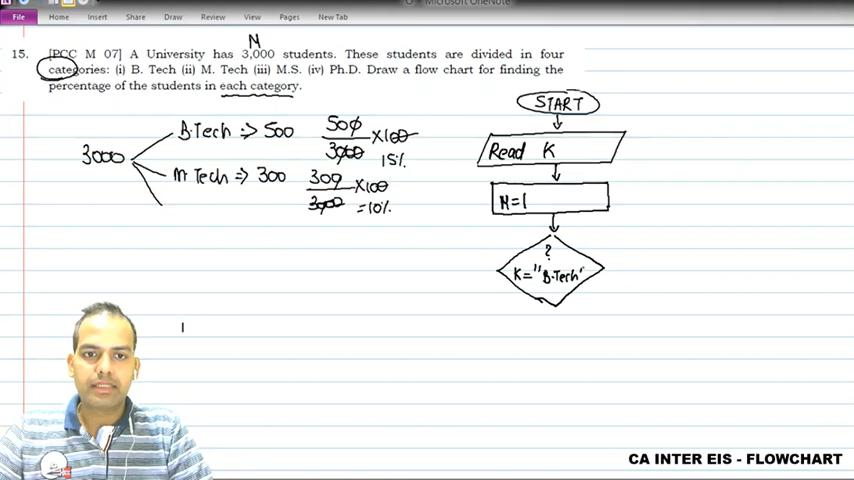 Microsoft OneNote
File Home Insert Share Draw Review View Pages
N
15. [PCC M 07] A University has 3,000 students. These students are divided in four
categories: (i) B. Tech (ii) M. Tech (iii) M.S. (iv) Ph.D. Draw a flow chart for finding the
percentage of the students in each category.
START
B.Tech => 500 500/3000 ×100
15%
3000
Read K
M.Tech => 300 300/3000 ×100
=10%
N=1
?
K="B.Tech"
CA INTER EIS - FLOWCHART